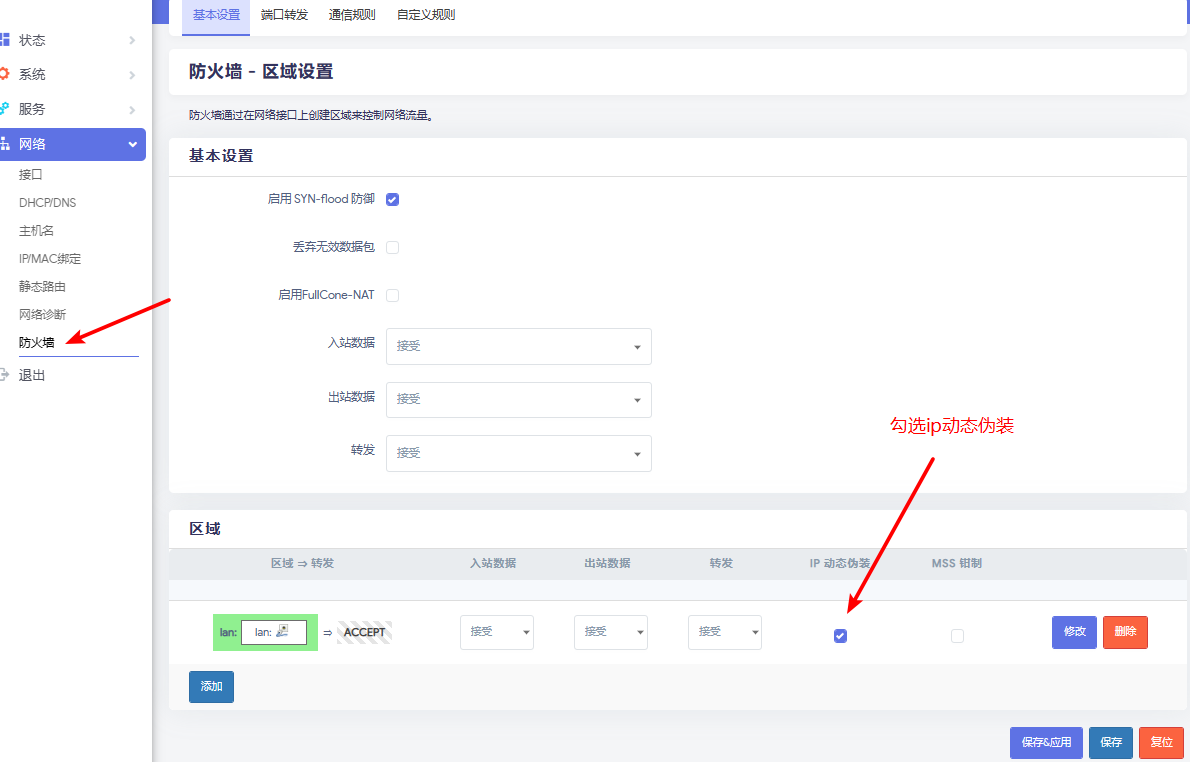 基本设置 端口转发 通信规则 自定义规则
状态
系统
服务
网络
接口
DHCP/DNS
主机名
IP/MAC绑定
静态路由
网络诊断
防火墙
退出
防火墙 - 区域设置
防火墙通过在网络接口上创建区域来控制网络流量。
基本设置
启用 SYN-flood 防御
丢弃无效数据包
启用FullCone-NAT
入站数据 接受
出站数据 接受
转发 接受
勾选ip动态伪装
区域
区域 ⇒ 转发 入站数据 出站数据 转发 IP 动态伪装 MSS 钳制
lan: lan: ⇒ ACCEPT 接受 接受 接受 修改 删除
添加
保存&应用 保存 复位